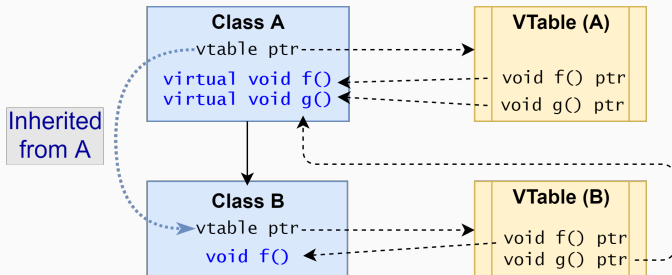 Class A
vtable ptr
virtual void f()
virtual void g()
VTable (A)
void f() ptr
void g() ptr
Inherited
from A
Class B
vtable ptr
void f()
VTable (B)
void f() ptr
void g() ptr